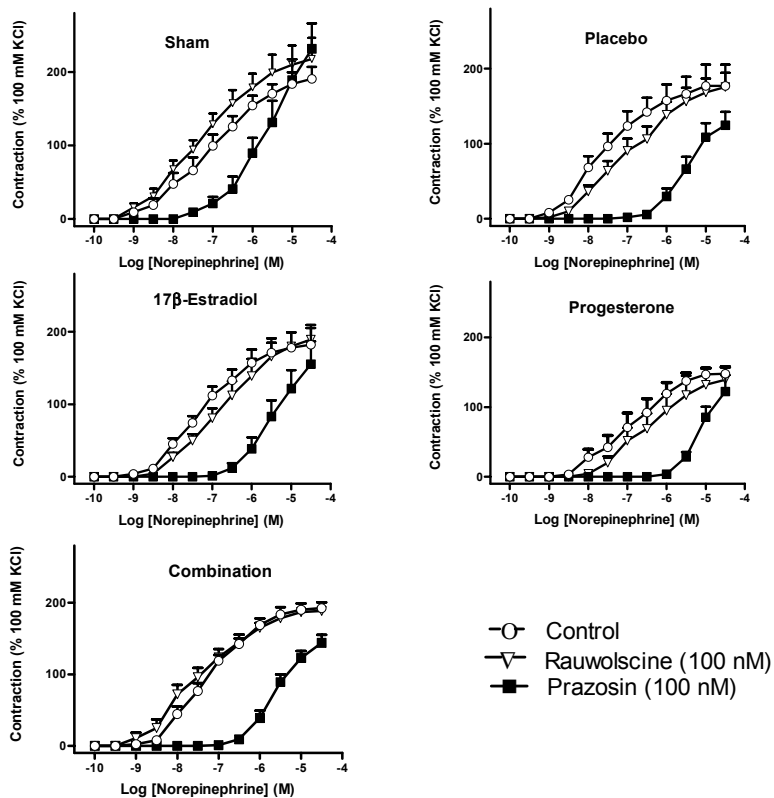 Sham
Contraction (% 100 mM KCl)
200
100
0
-10 -9 -8 -7 -6 -5 -4
Log [Norepinephrine] (M)
Placebo
Contraction (% 100 mM KCl)
200
100
0
-10 -9 -8 -7 -6 -5 -4
Log [Norepinephrine] (M)
17β-Estradiol
Contraction (% 100 mM KCl)
200
100
0
-10 -9 -8 -7 -6 -5 -4
Log [Norepinephrine] (M)
Progesterone
Contraction (% 100 mM KCl)
200
100
0
-10 -9 -8 -7 -6 -5 -4
Log [Norepinephrine] (M)
Combination
Contraction (% 100 mM KCl)
200
100
0
-10 -9 -8 -7 -6 -5 -4
Log [Norepinephrine] (M)
Control
Rauwolscine (100 nM)
Prazosin (100 nM)